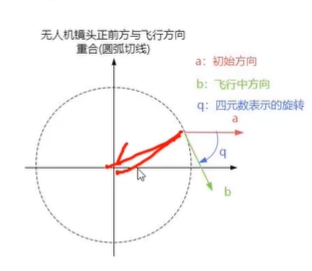 无人机镜头正前方与飞行方向
重合(圆弧切线)
a：初始方向
b：飞行中方向
q：四元数表示的旋转
a
q
b